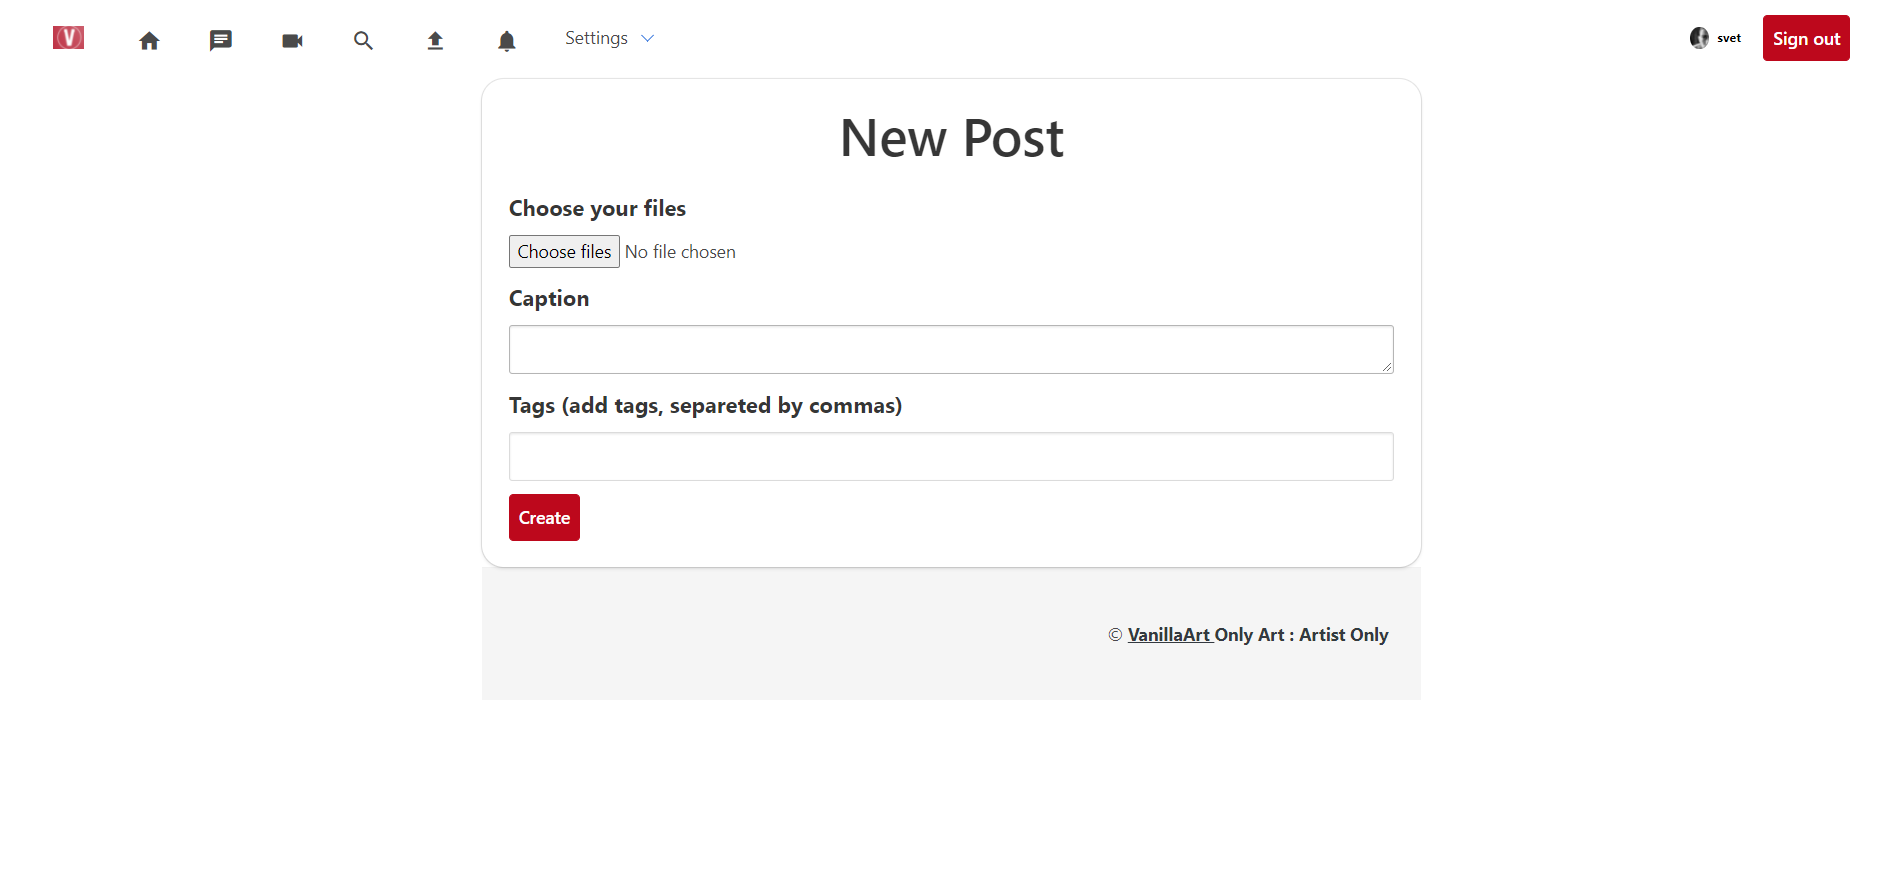 V
Settings
svet
Sign out
New Post
Choose your files
Choose files No file chosen
Caption
Tags (add tags, separeted by commas)
Create
© VanillaArt Only Art : Artist Only